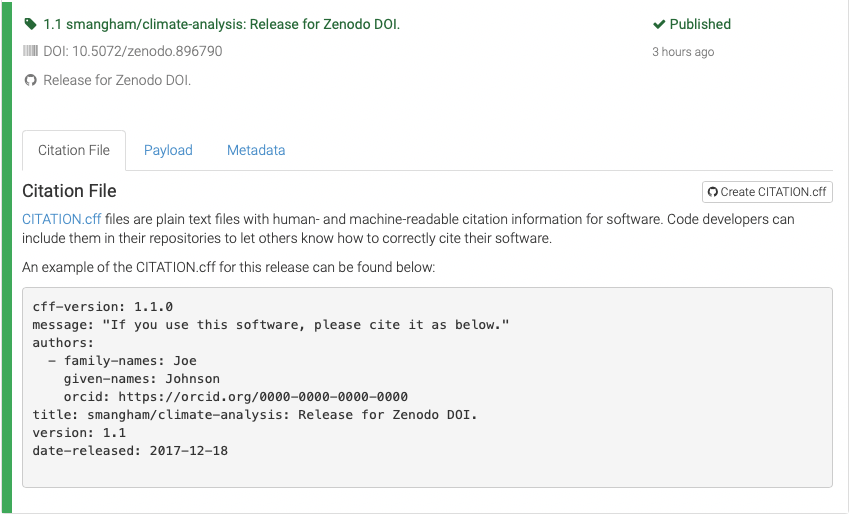 1.1 smangham/climate-analysis: Release for Zenodo DOI.
Published
DOI: 10.5072/zenodo.896790
3 hours ago
Release for Zenodo DOI.
Citation File
Payload
Metadata
Citation File
Create CITATION.cff
CITATION.cff files are plain text files with human- and machine-readable citation information for software. Code developers can
include them in their repositories to let others know how to correctly cite their software.
An example of the CITATION.cff for this release can be found below:
cff-version: 1.1.0
message: "If you use this software, please cite it as below."
authors:
  - family-names: Joe
    given-names: Johnson
    orcid: https://orcid.org/0000-0000-0000-0000
title: smangham/climate-analysis: Release for Zenodo DOI.
version: 1.1
date-released: 2017-12-18